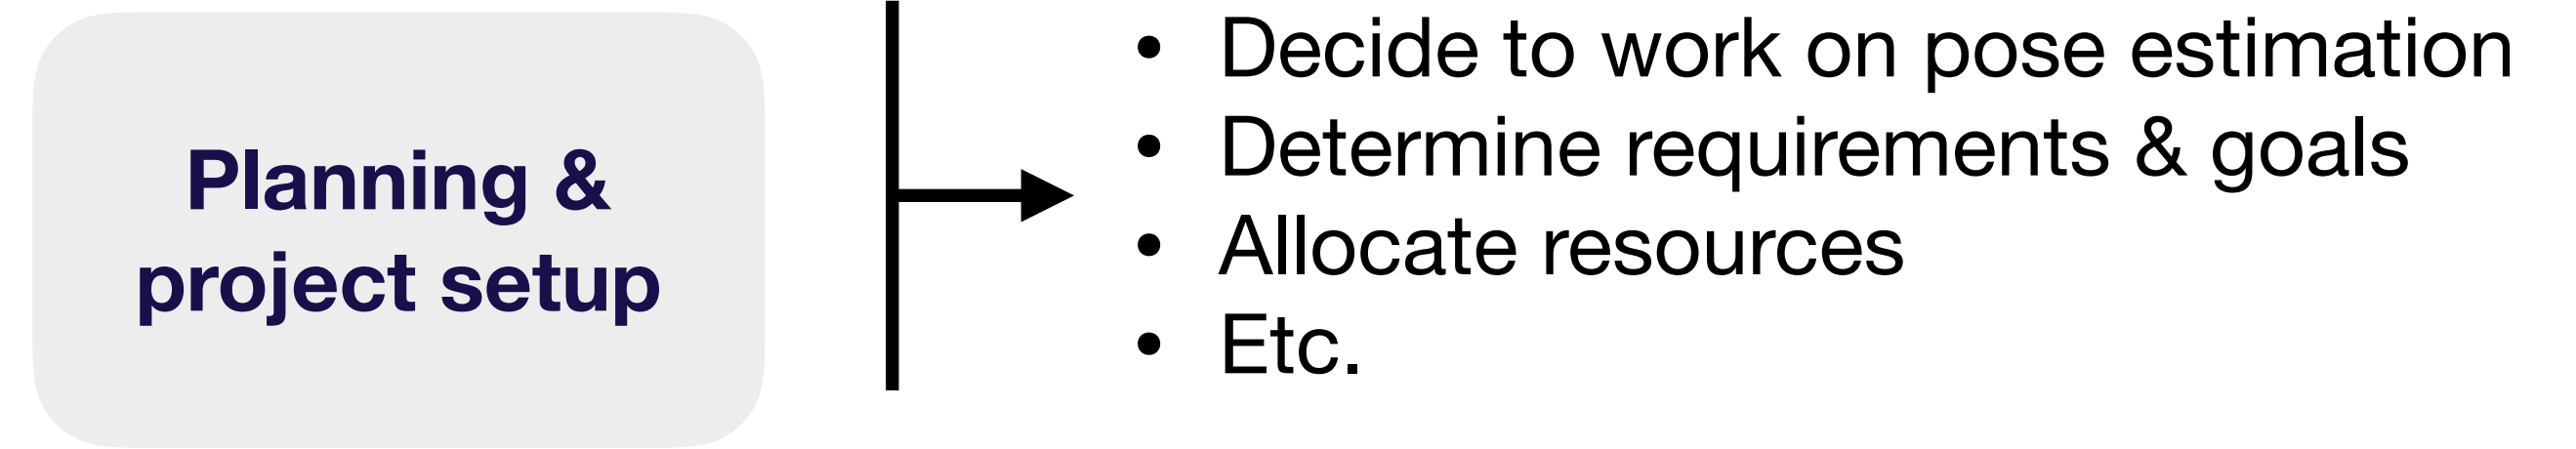 Planning &
project setup
• Decide to work on pose estimation
• Determine requirements & goals
• Allocate resources
• Etc.